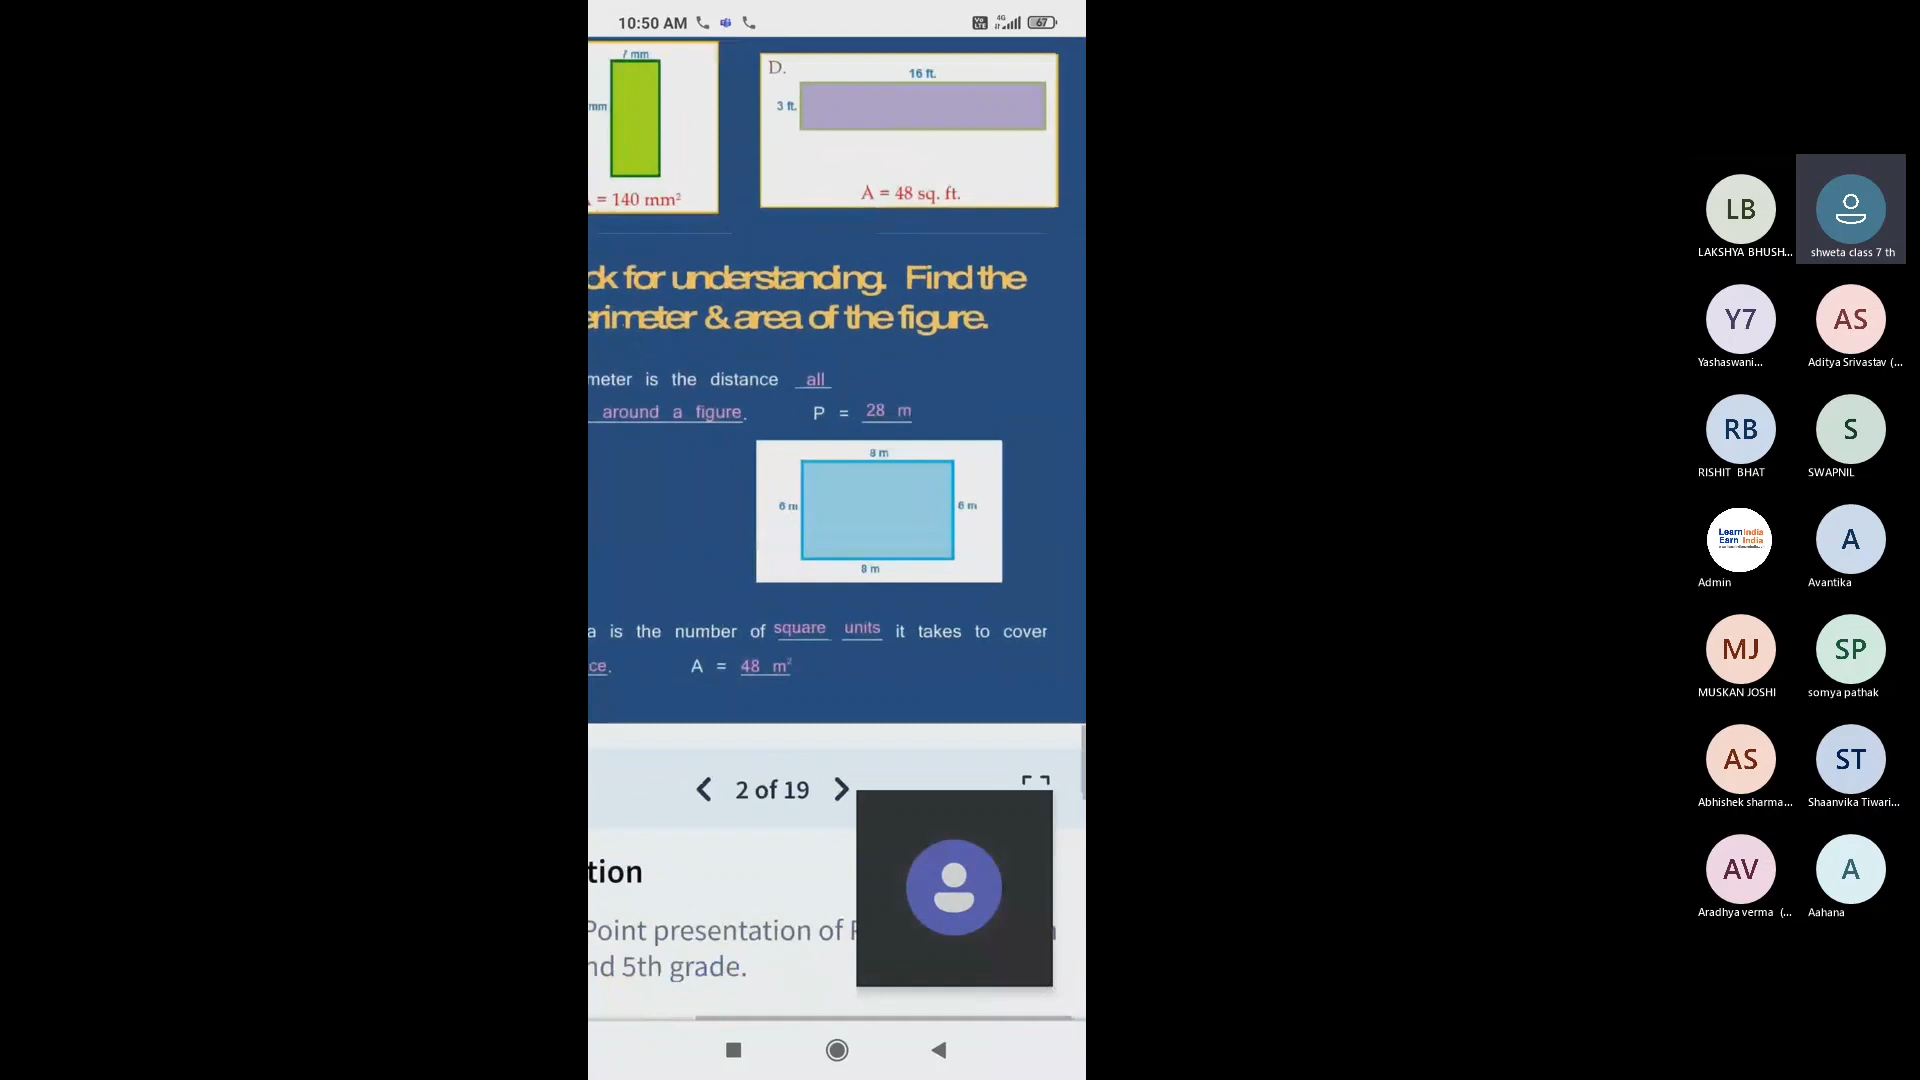 10:50 AM
4G
67
7 mm
mm
= 140 mm²
D.
16 ft.
3 ft.
A = 48 sq. ft.
ck for understanding. Find the
erimeter & area of the figure.
meter is the distance all
around a figure. P = 28 m
8 m
6 m
6 m
8 m
a is the number of square units it takes to cover
ce. A = 48 m²
2 of 19
tion
Point presentation of
nd 5th grade.
LB
LAKSHYA BHUSH...
shweta class 7 th
Y7
Yashaswani...
AS
Aditya Srivastav (...
RB
RISHIT BHAT
S
SWAPNIL
LearnIndia
Earn India
Admin
A
Avantika
MJ
MUSKAN JOSHI
SP
somya pathak
AS
Abhishek sharma...
ST
Shaanvika Tiwari...
AV
Aradhya verma (...
A
Aahana